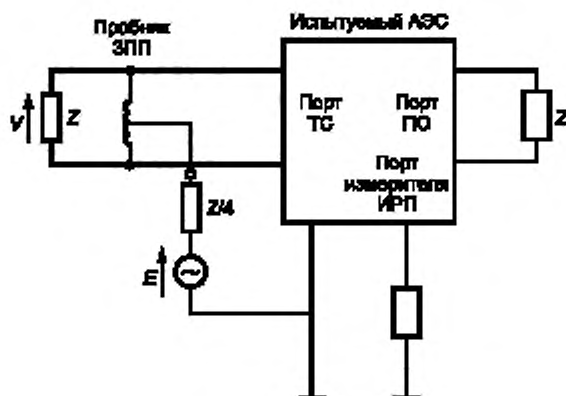 Пробник
ЗПП
Испытуемый АЭС
V
Z
Порт
ТС
Порт
ПО
Z
Порт
измерителя
ИРП
Z/4
E